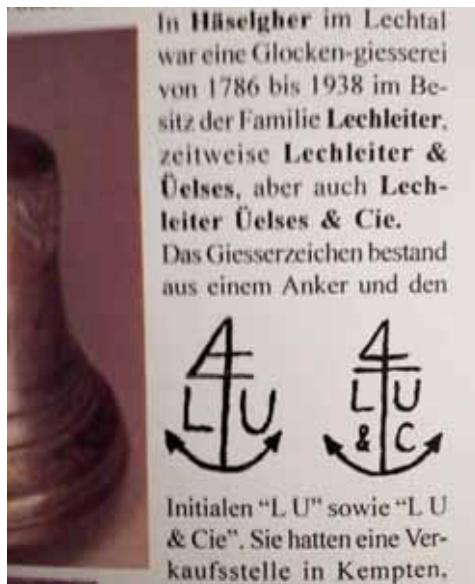 In Häselgher im Lechtal
war eine Glocken-giesserei
von 1786 bis 1938 im Be-
sitz der Familie Lechleiter,
zeitweise Lechleiter &
Üelses, aber auch Lech-
leiter Üelses & Cie.
Das Giesserzeichen bestand
aus einem Anker und den
L U
L U
& C
Initialen “L U” sowie “L U
& Cie”. Sie hatten eine Ver-
kaufsstelle in Kempten.